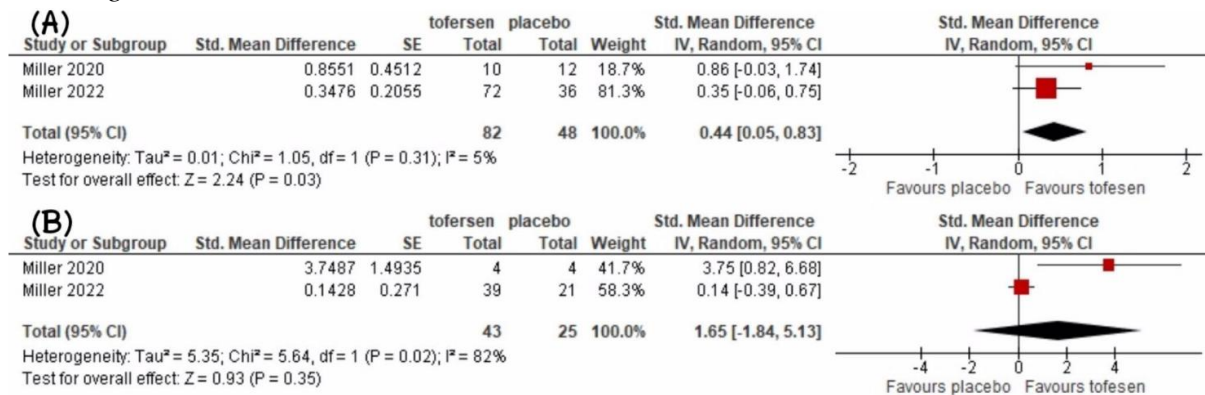 (A) tofersen placebo Std. Mean Difference Std. Mean Difference
Study or Subgroup Std. Mean Difference SE Total Total Weight IV, Random, 95% CI IV, Random, 95% CI
Miller 2020 0.8551 0.4512 10 12 18.7% 0.86 [-0.03, 1.74]
Miller 2022 0.3476 0.2055 72 36 81.3% 0.35 [-0.06, 0.75]
Total (95% CI) 82 48 100.0% 0.44 [0.05, 0.83]
Heterogeneity: Tau² = 0.01; Chi² = 1.05, df = 1 (P = 0.31); I² = 5%
Test for overall effect: Z = 2.24 (P = 0.03)
-2 -1 0 1 2
Favours placebo Favours tofesen
(B) tofersen placebo Std. Mean Difference Std. Mean Difference
Study or Subgroup Std. Mean Difference SE Total Total Weight IV, Random, 95% CI IV, Random, 95% CI
Miller 2020 3.7487 1.4935 4 4 41.7% 3.75 [0.82, 6.68]
Miller 2022 0.1428 0.271 39 21 58.3% 0.14 [-0.39, 0.67]
Total (95% CI) 43 25 100.0% 1.65 [-1.84, 5.13]
Heterogeneity: Tau² = 5.35; Chi² = 5.64, df = 1 (P = 0.02); I² = 82%
Test for overall effect: Z = 0.93 (P = 0.35)
-4 -2 0 2 4
Favours placebo Favours tofesen